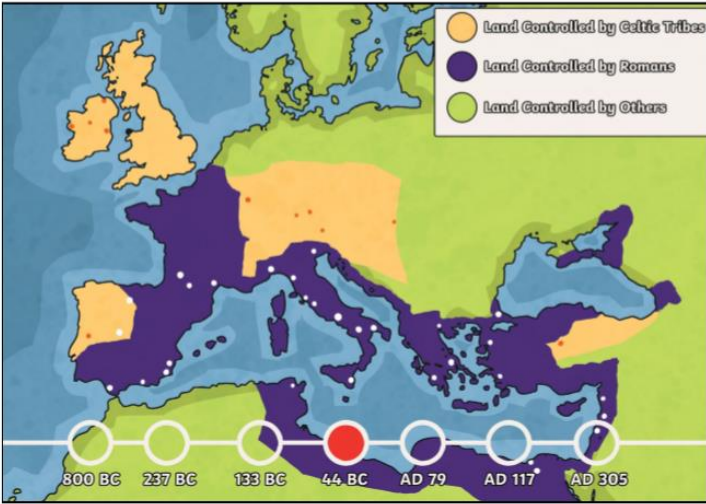 Land Controlled by Celtic Tribes
Land Controlled by Romans
Land Controlled by Others
800 BC 237 BC 133 BC 44 BC AD 79 AD 117 AD 305